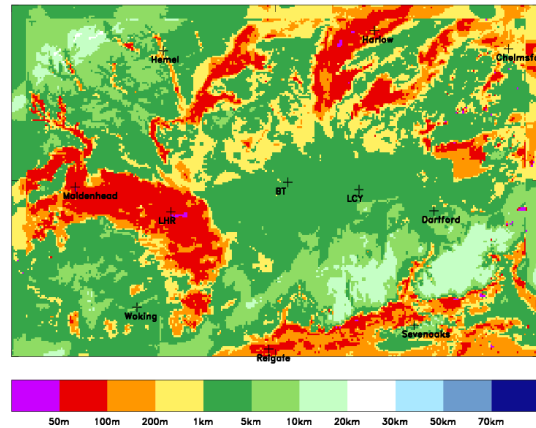 Harlow
Hemel
Chelmsfo
BT
Maidenhead
LCY
LHR
Dartford
Woking
Sevenoaks
Reigate
50m 100m 200m 1km 5km 10km 20km 30km 50km 70km